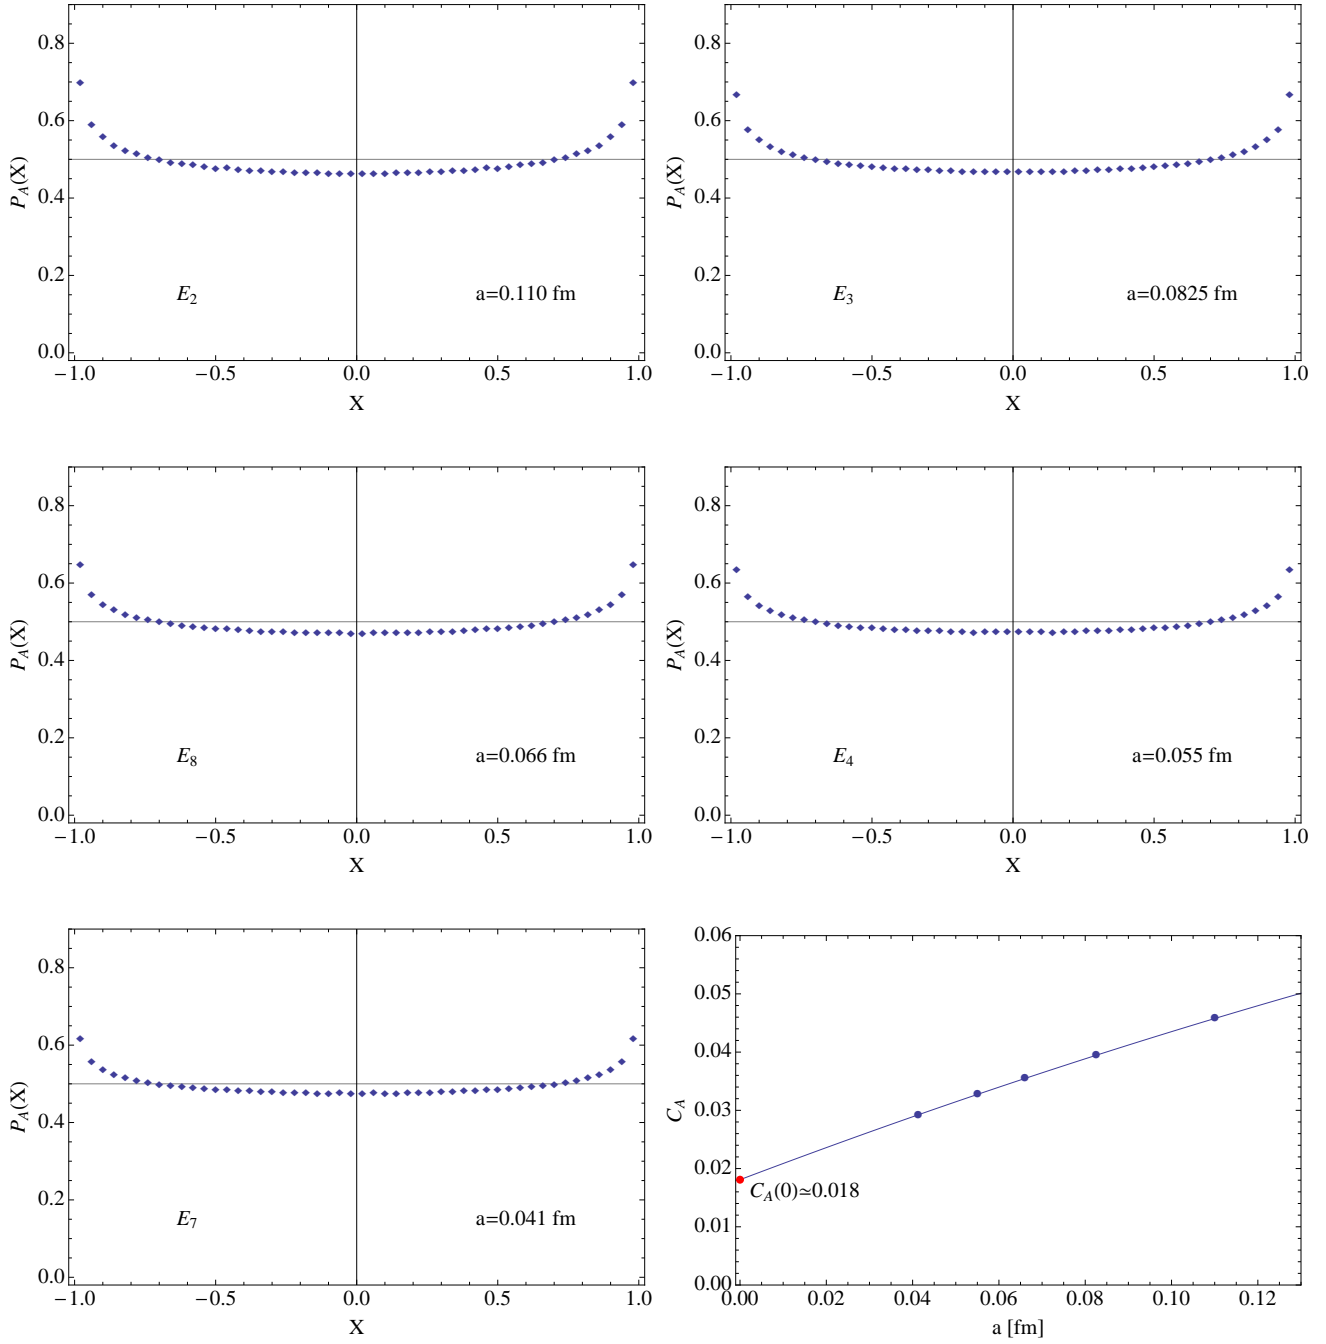 0.8
0.6
0.4
0.2
0.0
P_A(X)
E_2
a=0.110 fm
−1.0 −0.5 0.0 0.5 1.0
X
0.8
0.6
0.4
0.2
0.0
P_A(X)
E_3
a=0.0825 fm
−1.0 −0.5 0.0 0.5 1.0
X
0.8
0.6
0.4
0.2
0.0
P_A(X)
E_8
a=0.066 fm
−1.0 −0.5 0.0 0.5 1.0
X
0.8
0.6
0.4
0.2
0.0
P_A(X)
E_4
a=0.055 fm
−1.0 −0.5 0.0 0.5 1.0
X
0.8
0.6
0.4
0.2
0.0
P_A(X)
E_7
a=0.041 fm
−1.0 −0.5 0.0 0.5 1.0
X
0.06
0.05
0.04
0.03
0.02
0.01
0.00
C_A
C_A(0)≃0.018
0.00 0.02 0.04 0.06 0.08 0.10 0.12
a [fm]